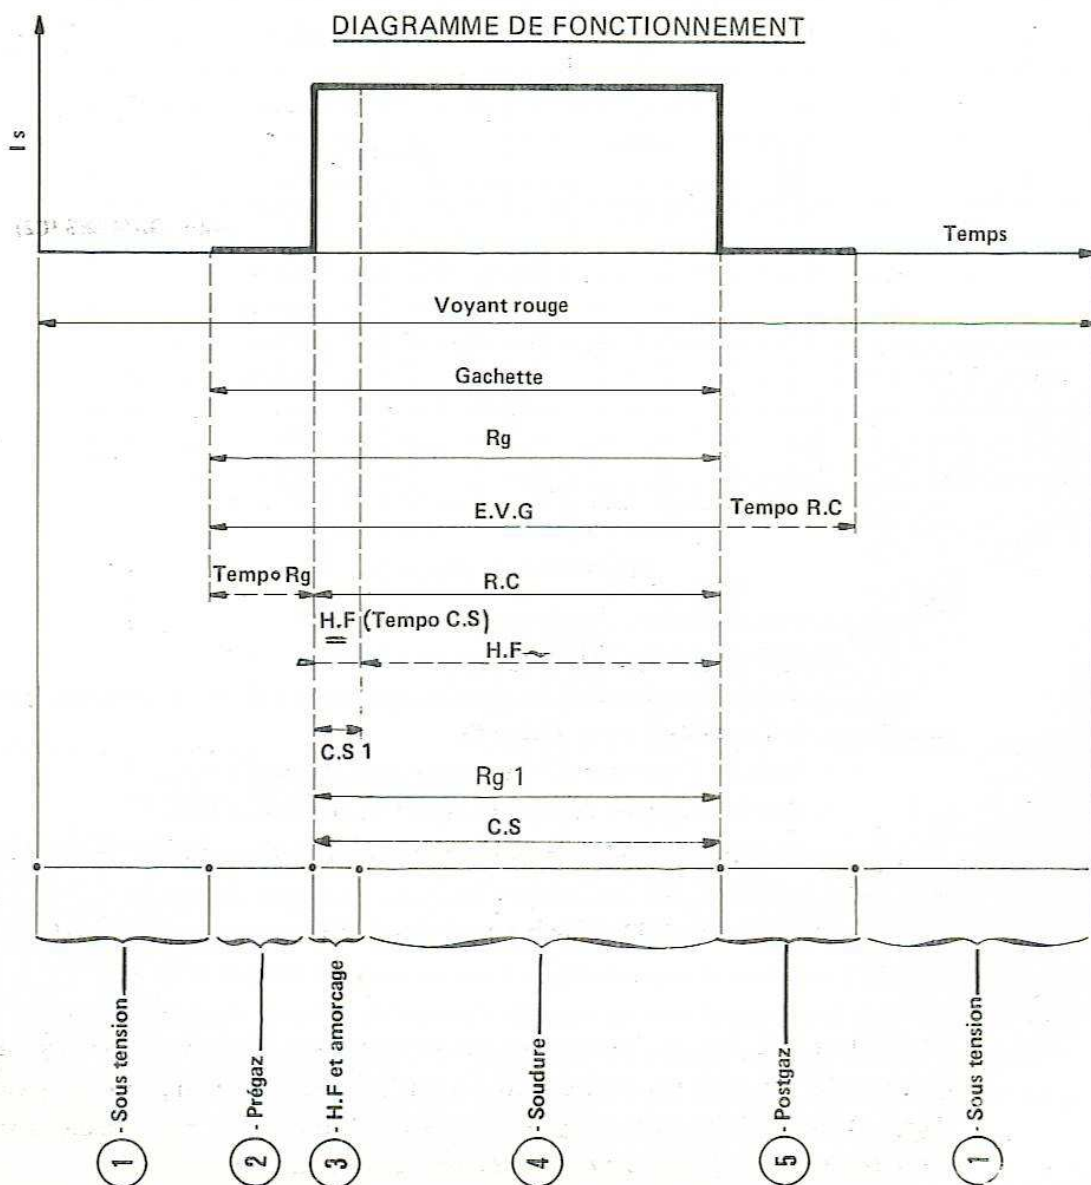 DIAGRAMME DE FONCTIONNEMENT
I s
Temps
Voyant rouge
Gachette
Rg
E.V.G
Tempo R.C
Tempo Rg
R.C
H.F (Tempo C.S)
H.F ~
C.S 1
Rg 1
C.S
1 - Sous tension
2 - Prégaz
3 - H.F et amorcage
4 - Soudure
5 - Postgaz
1 - Sous tension